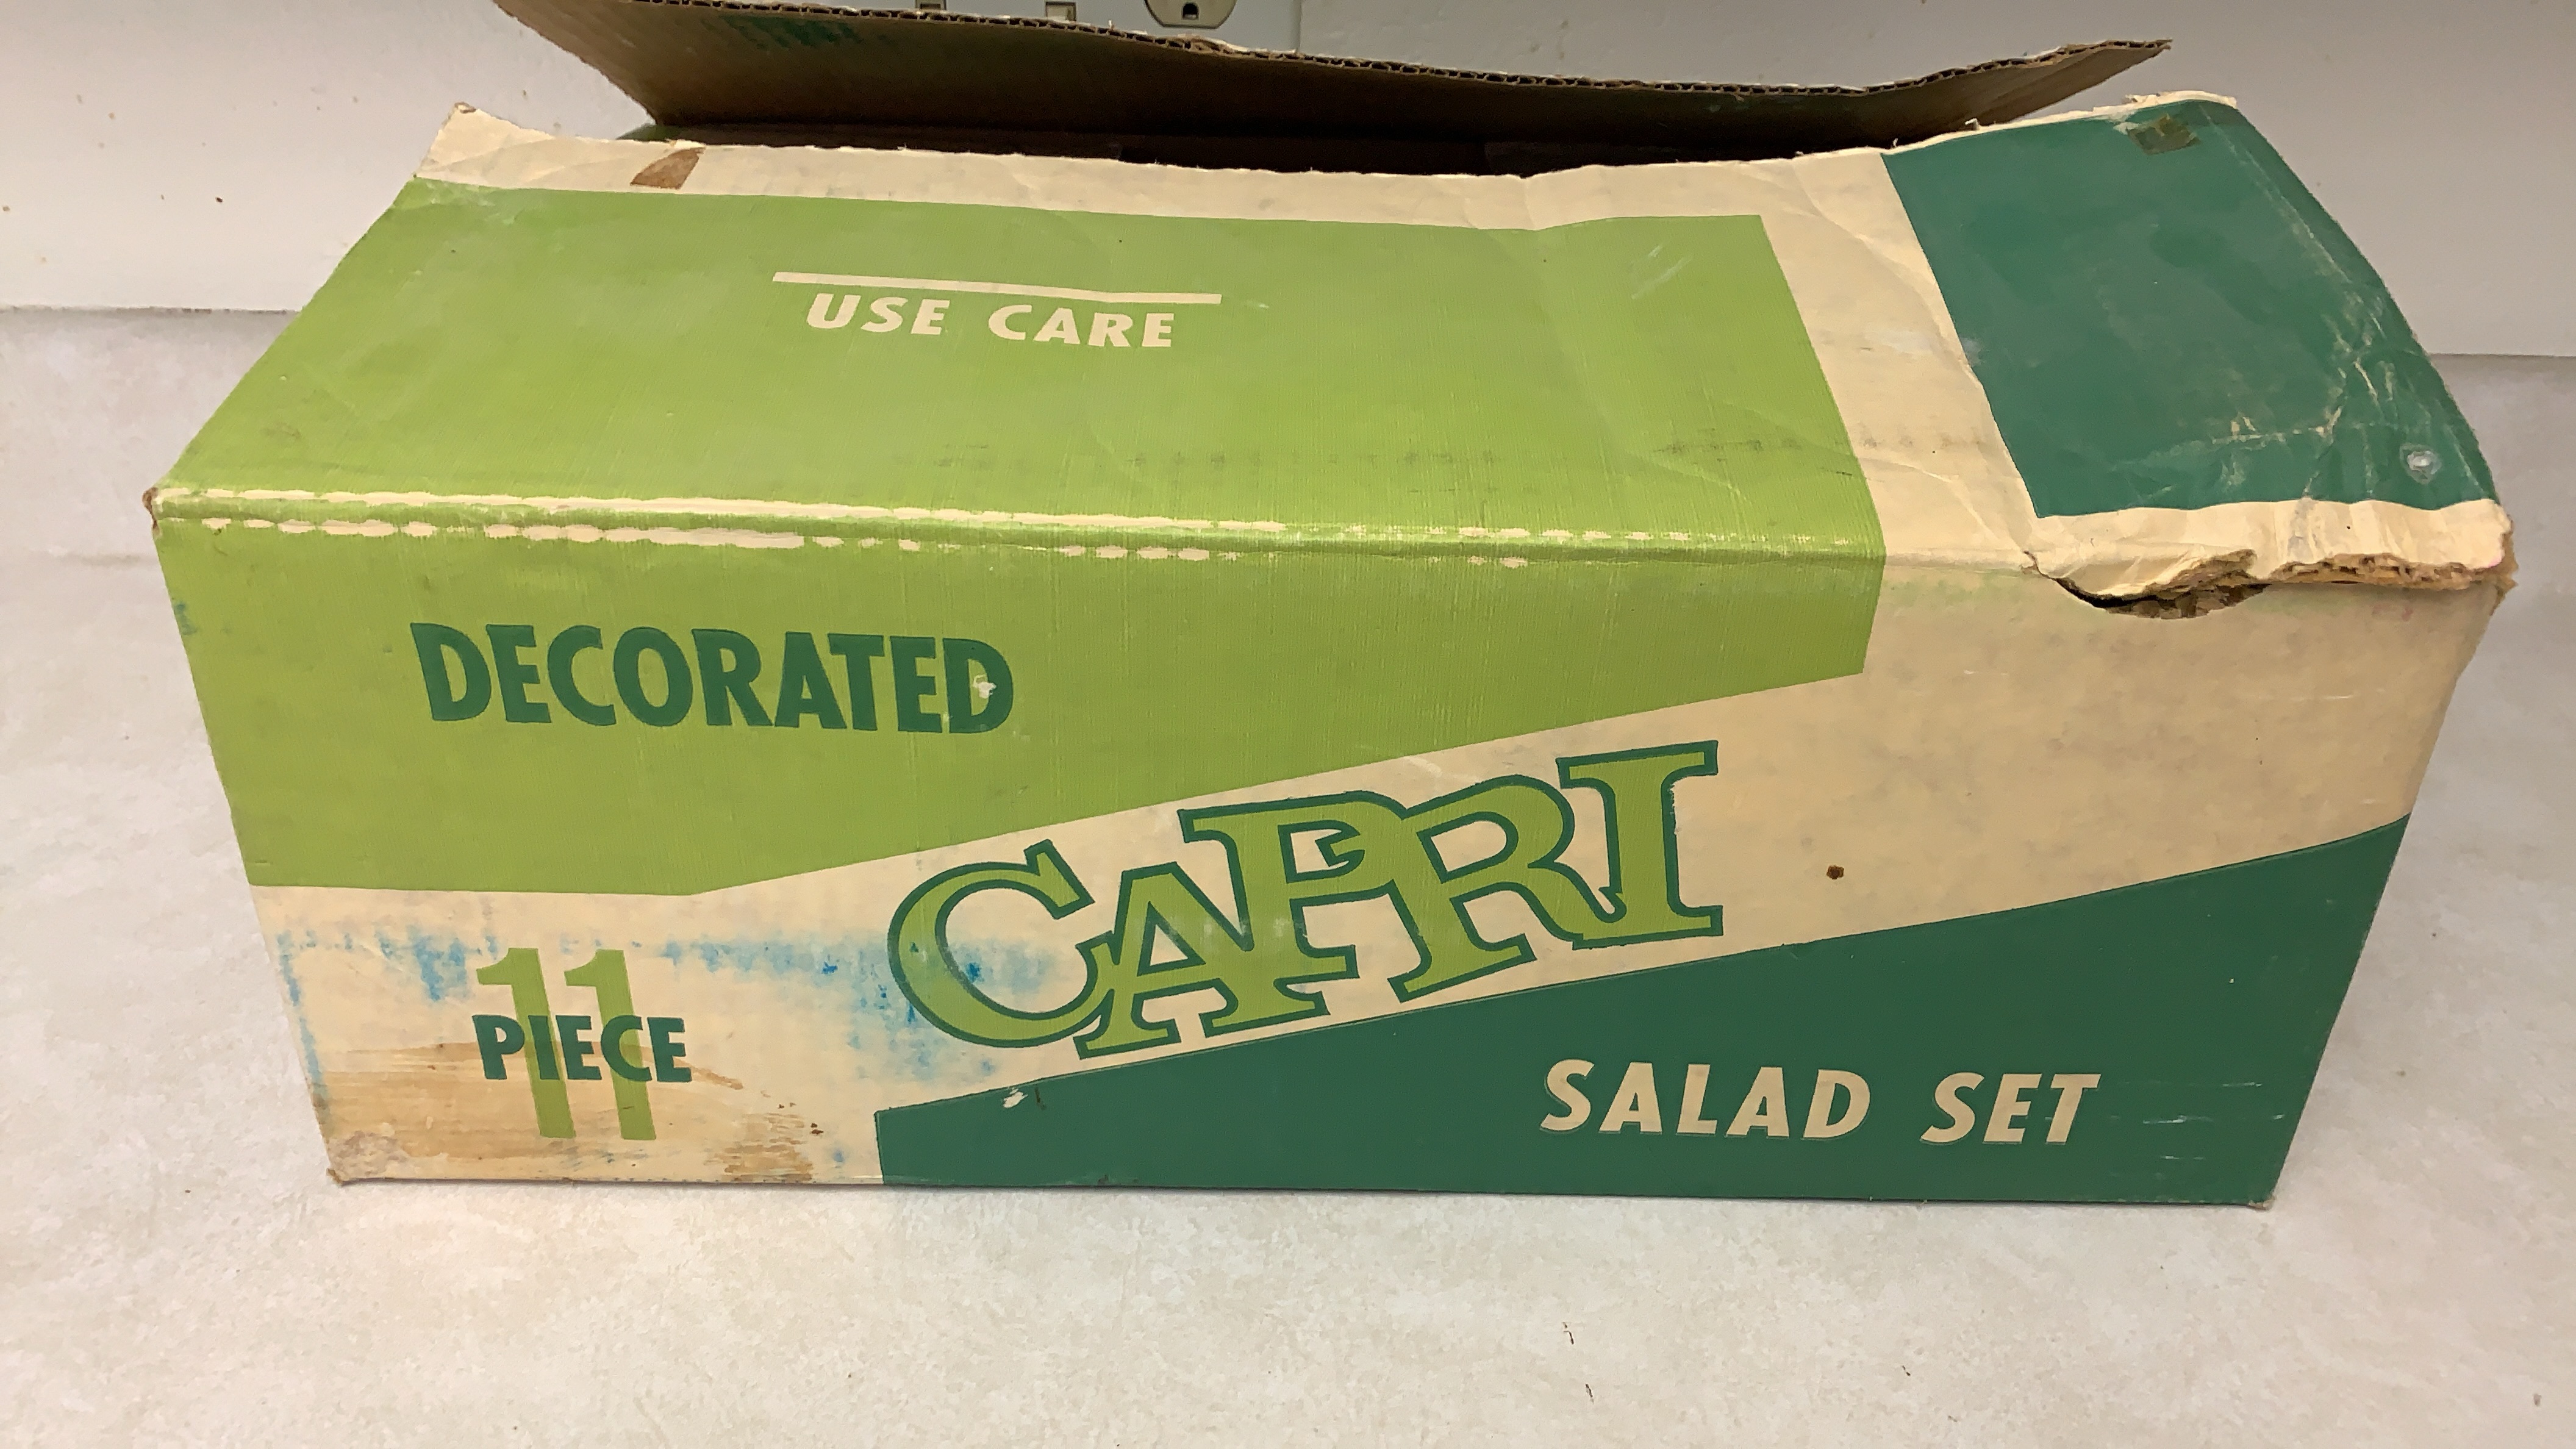 USE CARE
DECORATED
CAPRI
11
PIECE
SALAD SET